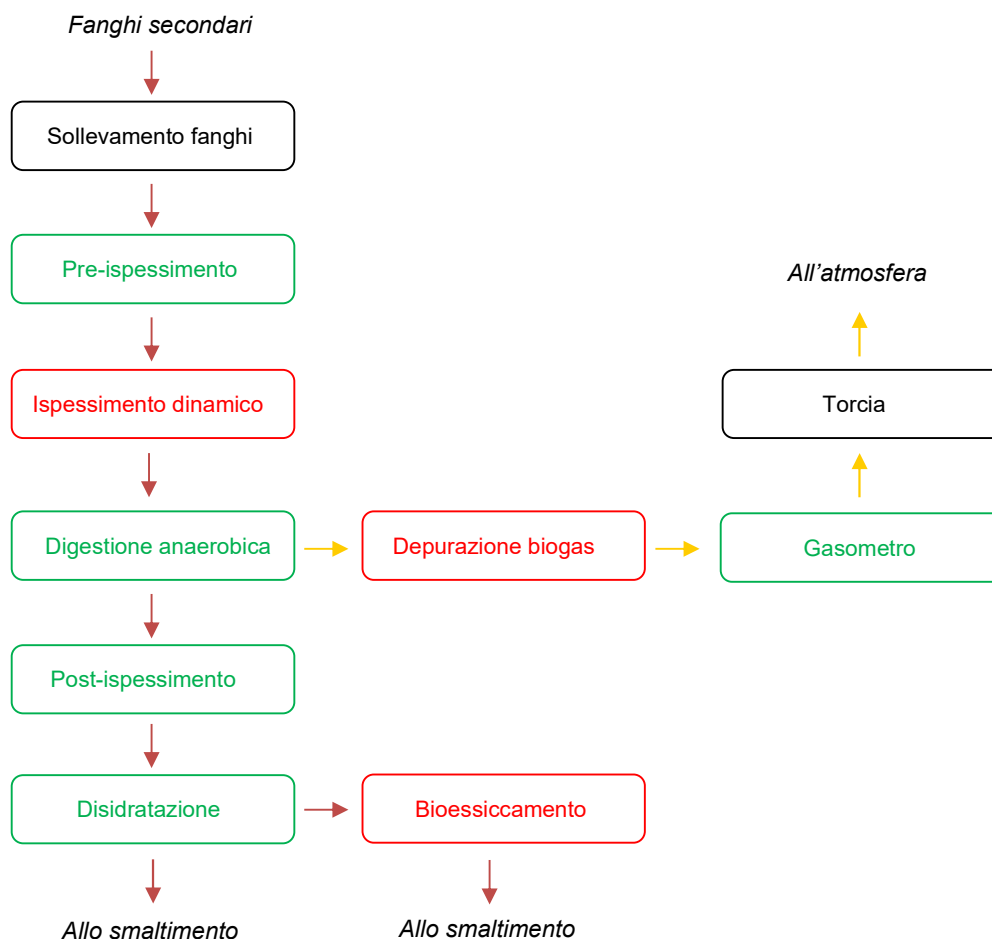 Fanghi secondari
Sollevamento fanghi
Pre-ispessimento
All’atmosfera
Ispessimento dinamico
Torcia
Digestione anaerobica
Depurazione biogas
Gasometro
Post-ispessimento
Disidratazione
Bioessiccamento
Allo smaltimento
Allo smaltimento